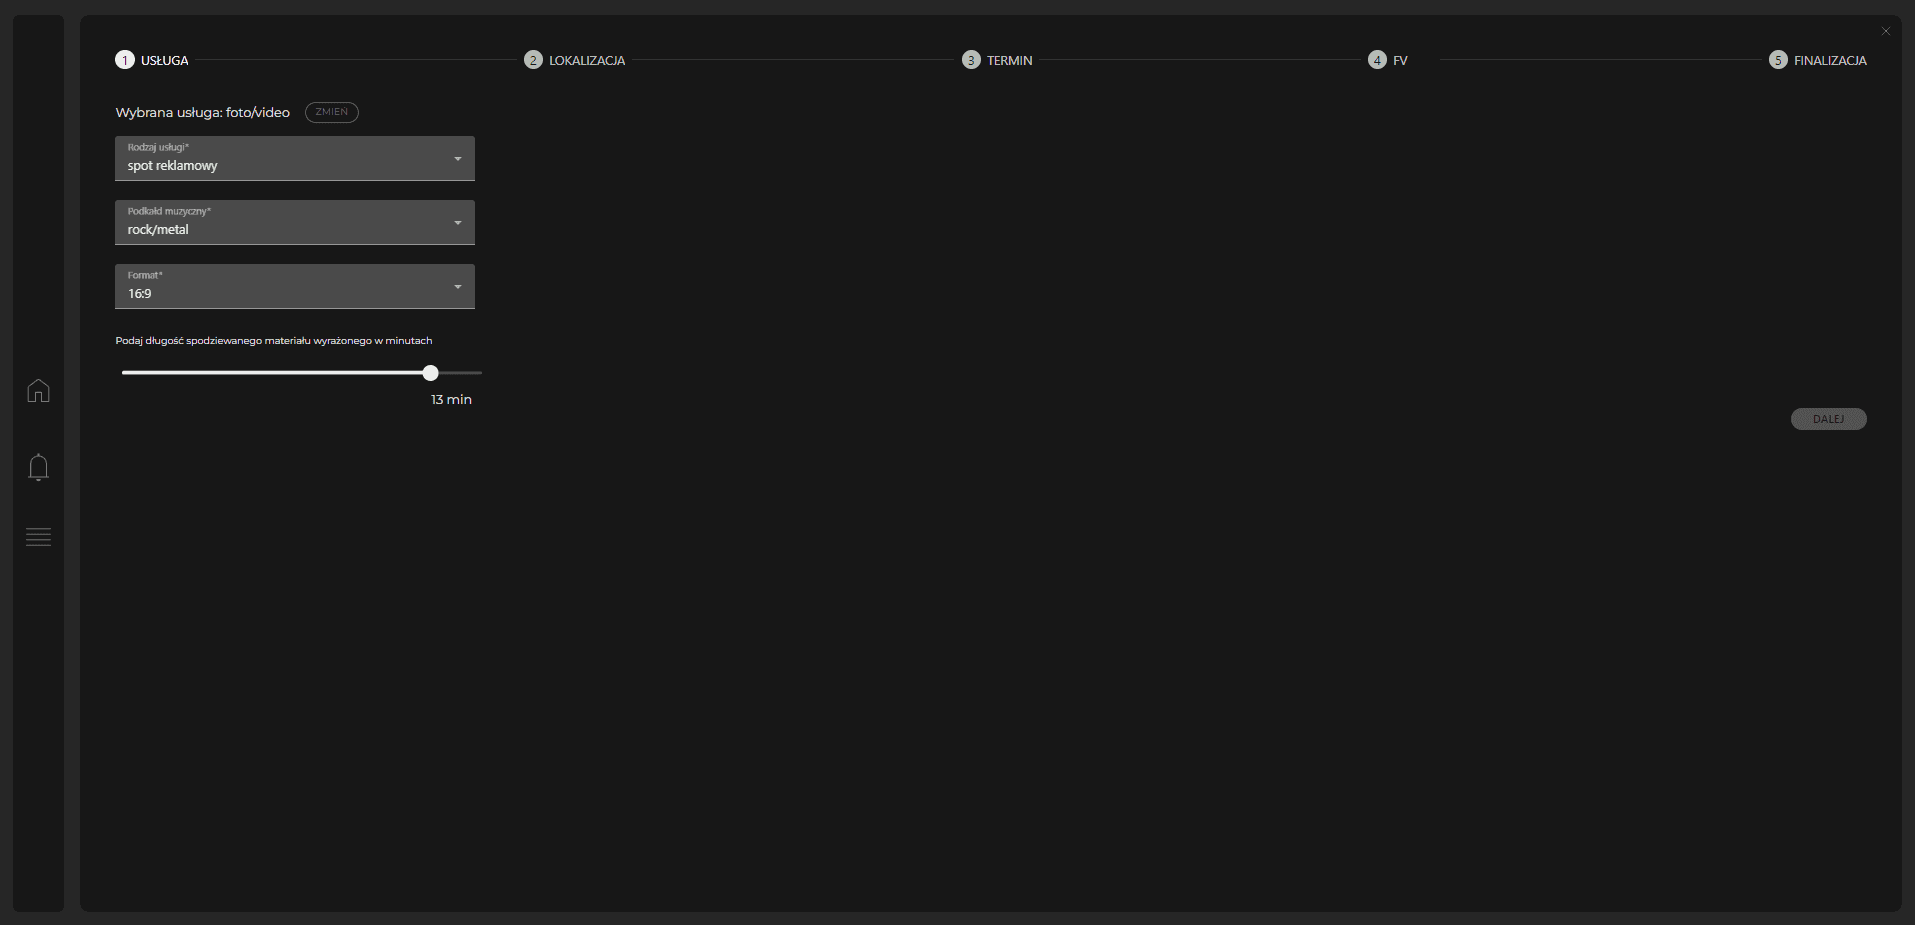 1 USŁUGA 2 LOKALIZACJA 3 TERMIN 4 FV 5 FINALIZACJA
Wybrana usługa: foto/video ZMIEŃ
Rodzaj usługi*
spot reklamowy
Podkałd muzyczny*
rock/metal
Format*
16:9
Podaj długość spodziewanego materiału wyrażonego w minutach
13 min
DALEJ